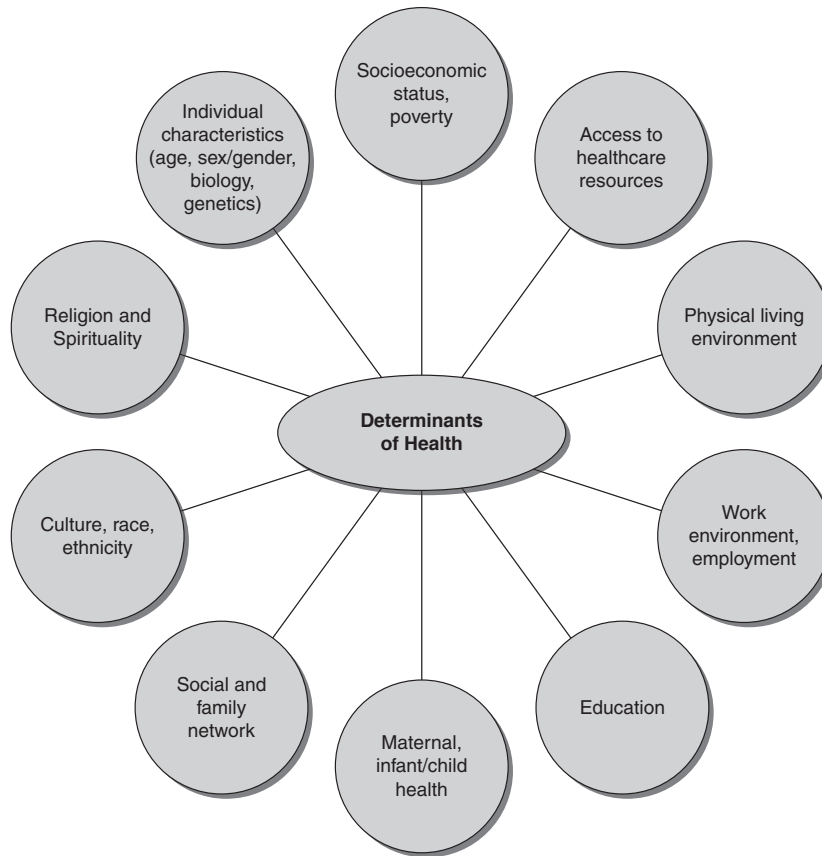 Socioeconomic
status,
poverty
Individual
characteristics
(age, sex/gender,
biology,
genetics)
Access to
healthcare
resources
Religion and
Spirituality
Physical living
environment
Determinants
of Health
Culture, race,
ethnicity
Work
environment,
employment
Social and
family
network
Education
Maternal,
infant/child
health